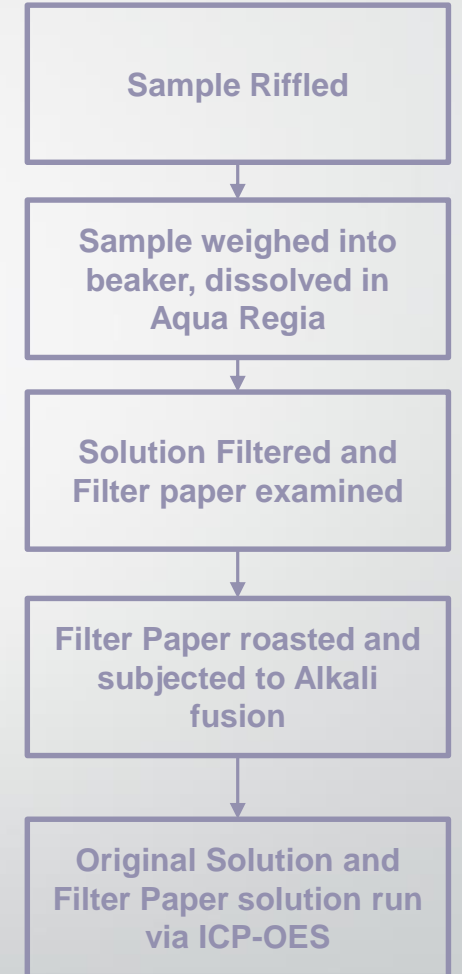 Sample Riffled
Sample weighed into
beaker, dissolved in
Aqua Regia
Solution Filtered and
Filter paper examined
Filter Paper roasted and
subjected to Alkali
fusion
Original Solution and
Filter Paper solution run
via ICP-OES